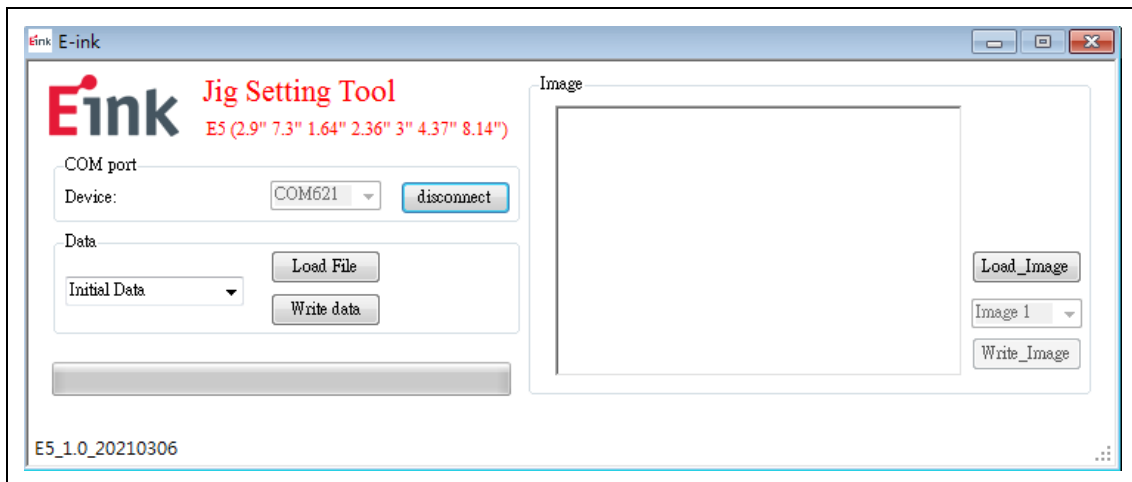 Eink E-ink
Eink
Jig Setting Tool
E5 (2.9" 7.3" 1.64" 2.36" 3" 4.37" 8.14")
COM port
Device:
COM621
disconnect
Data
Initial Data
Load File
Write data
Image
Load_Image
Image 1
Write_Image
E5_1.0_20210306